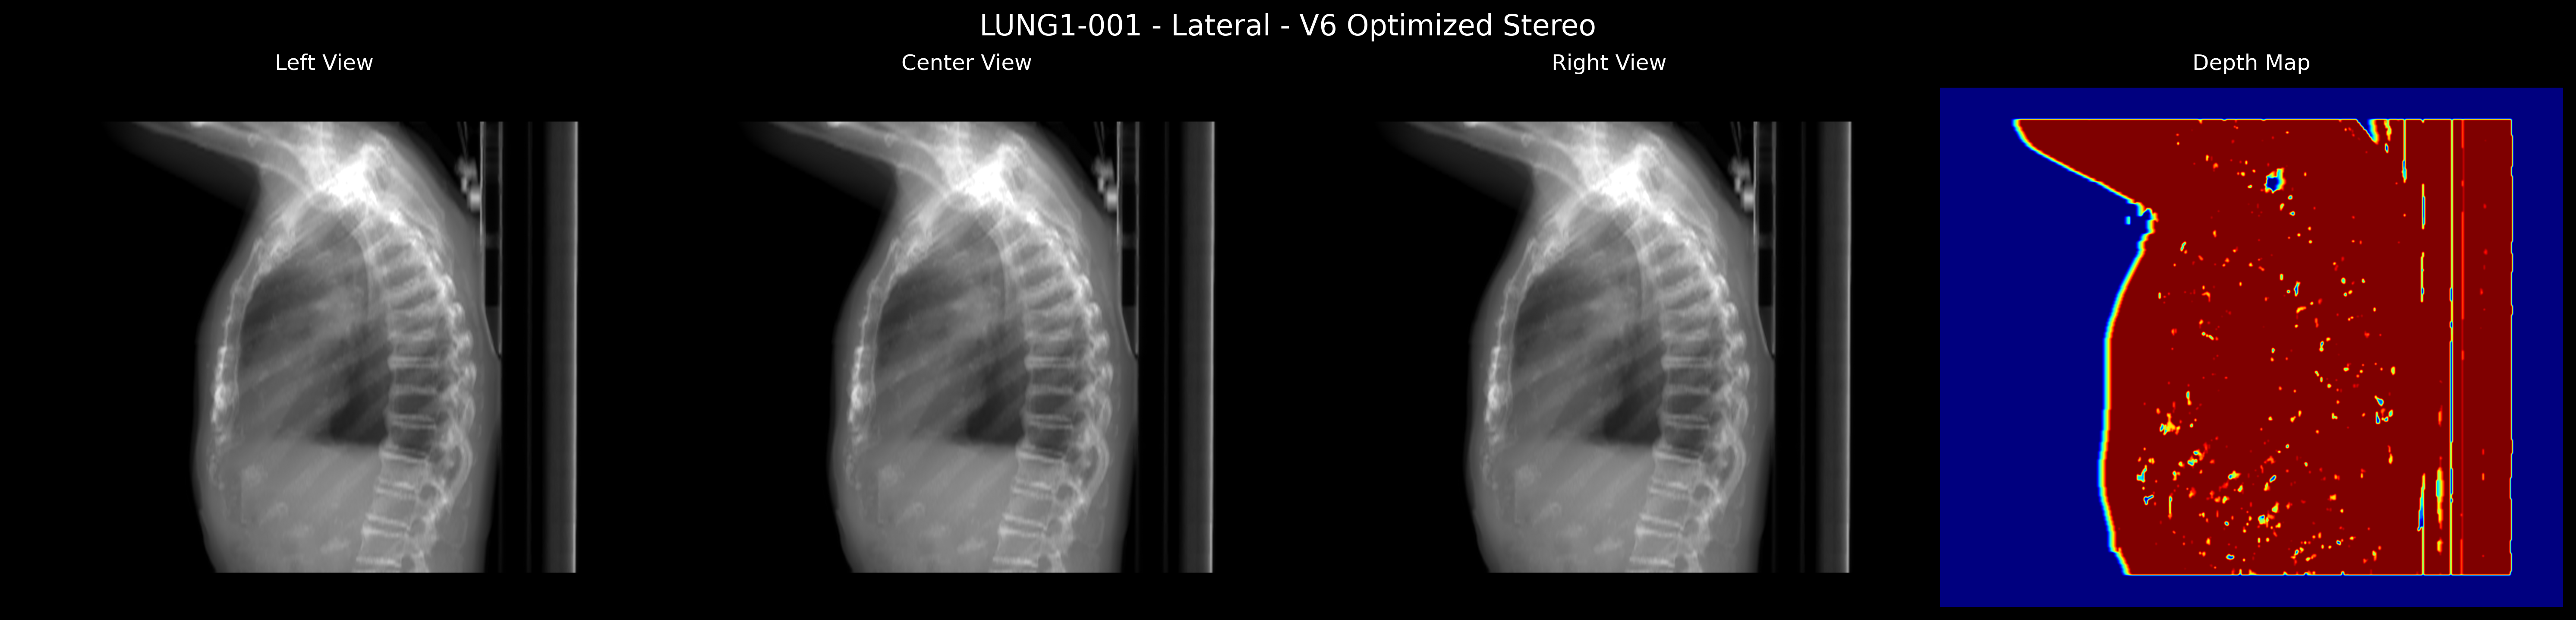 LUNG1-001 - Lateral - V6 Optimized Stereo
Left View
Center View
Right View
Depth Map